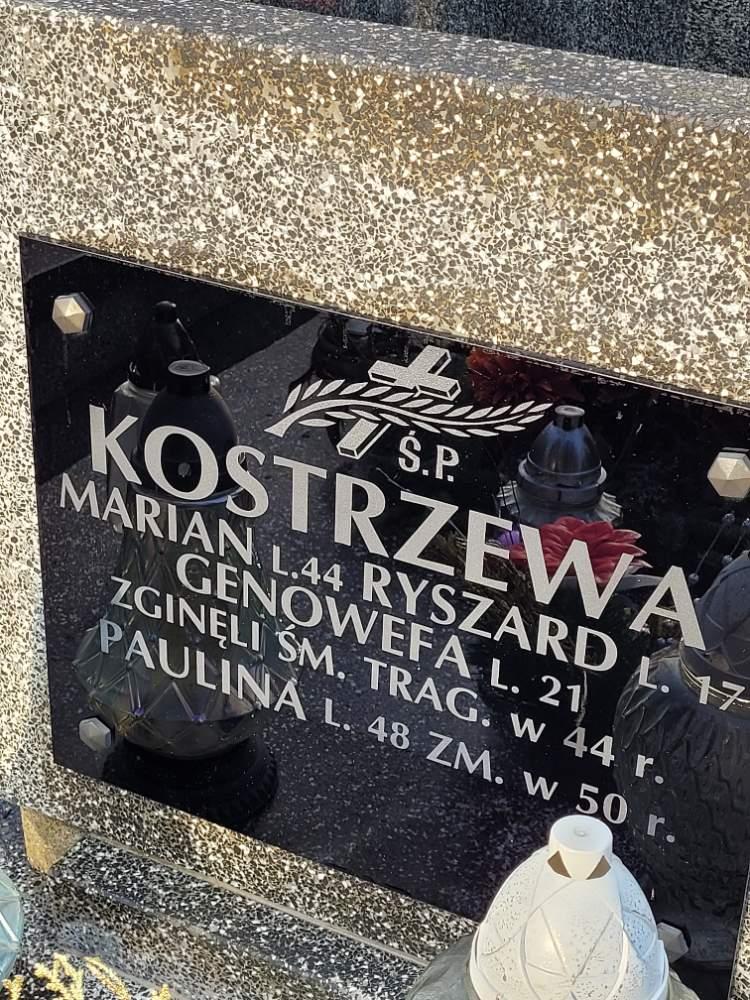 Ś.P.
KOSTRZEWA
MARIAN L.44 RYSZARD L. 17
GENOWEFA L. 21
ZGINĘLI ŚM. TRAG. w 44 r.
PAULINA L. 48 ZM. w 50 r.